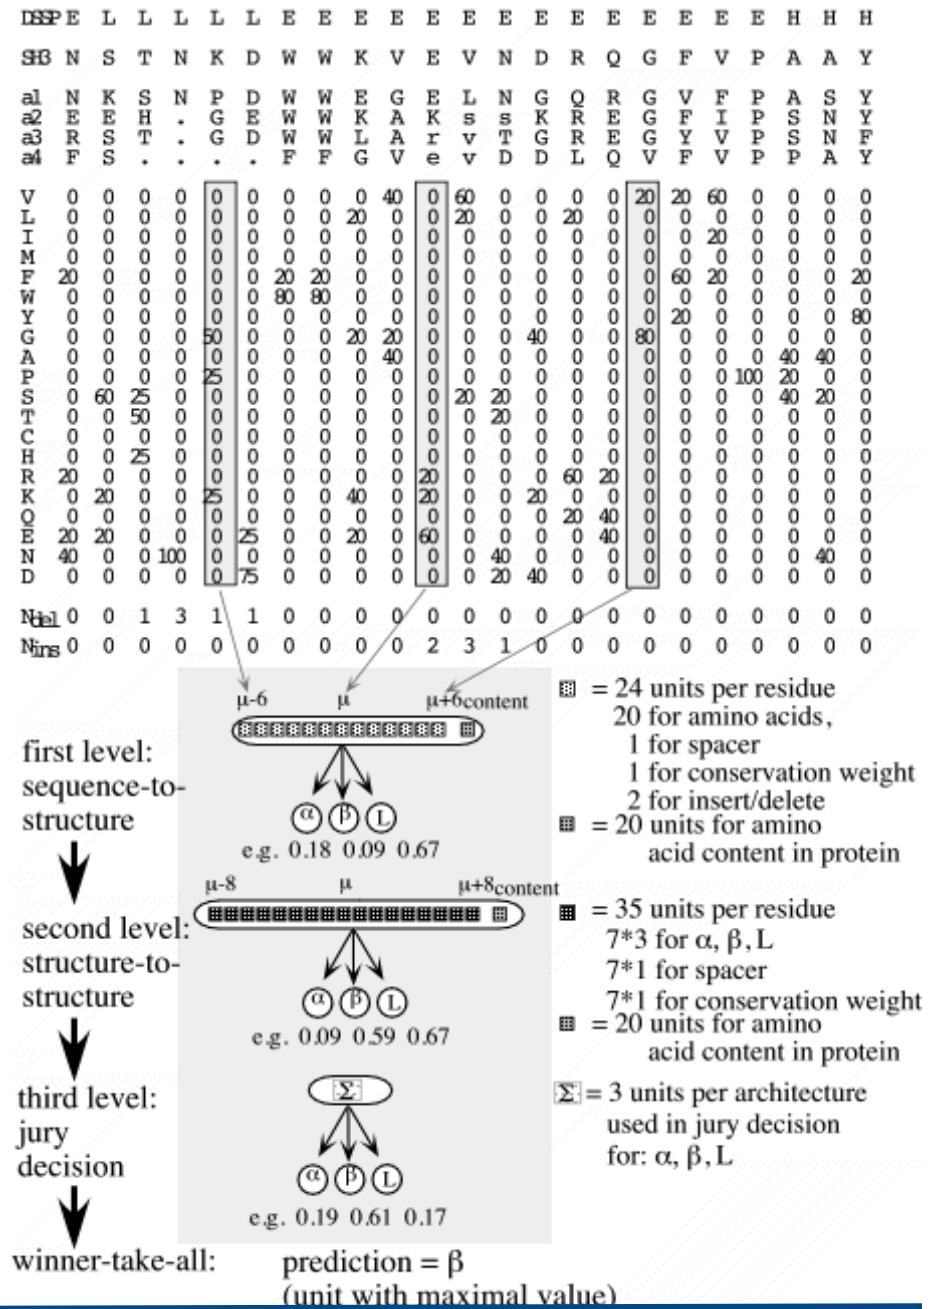 DSSP E L L L L L E E E E E E E E E E E E E E H H H
SH3 N S T N K D W W K V E V N D R Q G F V P A A Y
a1 N K S N P D W W E G E L N G Q R G V F P A S Y
a2 E E H . G E W W K A K s s K R E G F I P S N Y
a3 R S T . G D W W L A r v T G R E G Y V P S N F
a4 F S . . . . F F G V e v D D L Q V F V P P A Y
V 0 0 0 0 0 0 0 0 0 40 0 60 0 0 0 0 20 20 60 0 0 0 0
L 0 0 0 0 0 0 0 0 20 0 0 20 0 0 20 0 0 0 0 0 0 0 0
I 0 0 0 0 0 0 0 0 0 0 0 0 0 0 0 0 0 0 20 0 0 0 0
M 0 0 0 0 0 0 0 0 0 0 0 0 0 0 0 0 0 0 0 0 0 0 0
F 20 0 0 0 0 0 20 20 0 0 0 0 0 0 0 0 0 60 20 0 0 0 20
W 0 0 0 0 0 0 80 80 0 0 0 0 0 0 0 0 0 0 0 0 0 0 0
Y 0 0 0 0 0 0 0 0 0 0 0 0 0 0 0 0 0 20 0 0 0 0 80
G 0 0 0 0 50 0 0 0 20 20 0 0 0 40 0 0 80 0 0 0 0 0 0
A 0 0 0 0 0 0 0 0 0 40 0 0 0 0 0 0 0 0 0 0 40 40 0
P 0 0 0 0 25 0 0 0 0 0 0 0 0 0 0 0 0 0 0 100 20 0 0
S 0 60 25 0 0 0 0 0 0 0 0 20 20 0 0 0 0 0 0 0 40 20 0
T 0 0 50 0 0 0 0 0 0 0 0 0 20 0 0 0 0 0 0 0 0 0 0
C 0 0 0 0 0 0 0 0 0 0 0 0 0 0 0 0 0 0 0 0 0 0 0
H 0 0 25 0 0 0 0 0 0 0 0 0 0 0 0 0 0 0 0 0 0 0 0
R 20 0 0 0 0 0 0 0 0 0 20 0 0 0 60 20 0 0 0 0 0 0 0
K 0 20 0 0 25 0 0 0 40 0 20 0 0 20 0 0 0 0 0 0 0 0 0
Q 0 0 0 0 0 0 0 0 0 0 0 0 0 0 20 40 0 0 0 0 0 0 0
E 20 20 0 0 0 25 0 0 20 0 60 0 0 0 0 40 0 0 0 0 0 0 0
N 40 0 0 100 0 0 0 0 0 0 0 0 40 0 0 0 0 0 0 0 0 40 0
D 0 0 0 0 0 75 0 0 0 0 0 0 20 40 0 0 0 0 0 0 0 0 0
Ndel 0 0 1 3 1 1 0 0 0 0 0 0 0 0 0 0 0 0 0 0 0 0 0
Nins 0 0 0 0 0 0 0 0 0 0 2 3 1 0 0 0 0 0 0 0 0 0 0
μ-6 μ μ+6 content
first level:
sequence-to-
structure
α β L
e.g. 0.18 0.09 0.67
= 24 units per residue
20 for amino acids,
1 for spacer
1 for conservation weight
2 for insert/delete
= 20 units for amino
acid content in protein
μ-8 μ μ+8 content
second level:
structure-to-
structure
α β L
e.g. 0.09 0.59 0.67
= 35 units per residue
7*3 for α, β, L
7*1 for spacer
7*1 for conservation weight
= 20 units for amino
acid content in protein
third level:
jury
decision
Σ
α β L
e.g. 0.19 0.61 0.17
Σ = 3 units per architecture
used in jury decision
for: α, β, L
winner-take-all: prediction = β
(unit with maximal value)